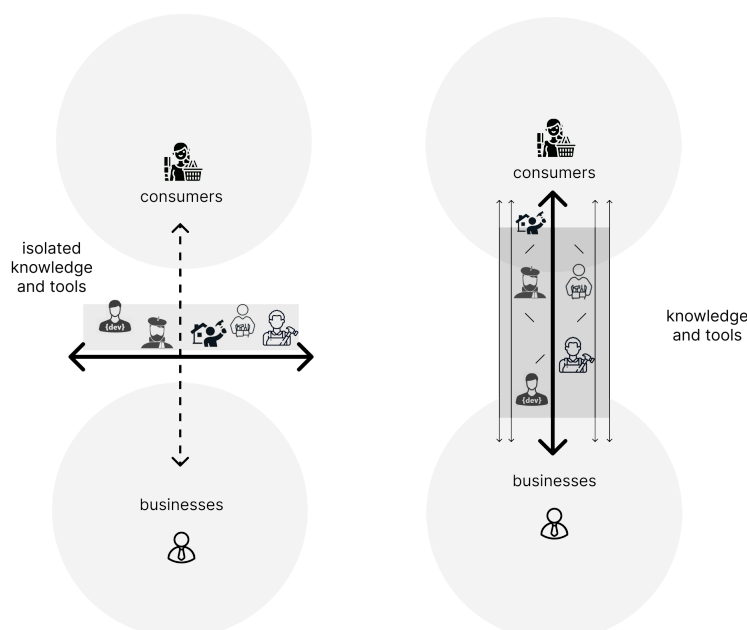 consumers
isolated
knowledge
and tools
{dev}
businesses
consumers
knowledge
and tools
{dev}
businesses